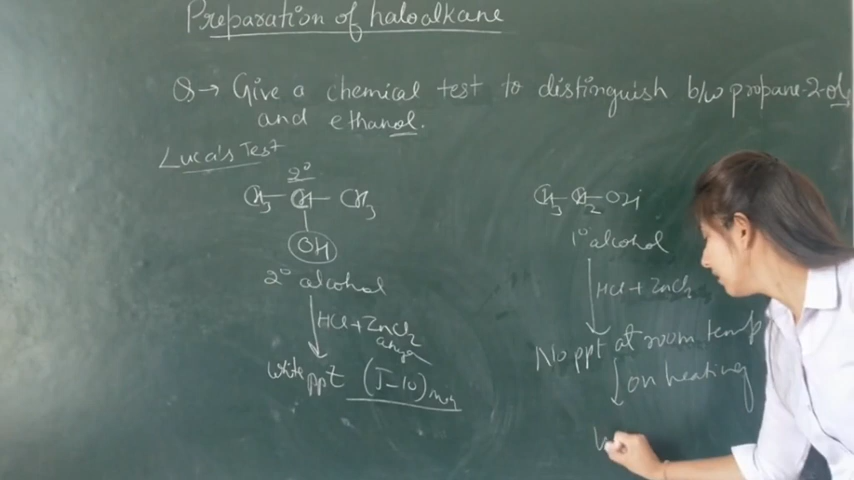 Preparation of haloalkane
Q→ Give a chemical test to distinguish b/w propane-2-ol,
and ethanol.
Luca's Test
2°
CH3-CH-CH3
OH
2° alcohol
HCl+ZnCl2
white ppt (5-10) min
CH3-CH2-OH
1° alcohol
HCl+ZnCl2
No ppt at room temp
on heating